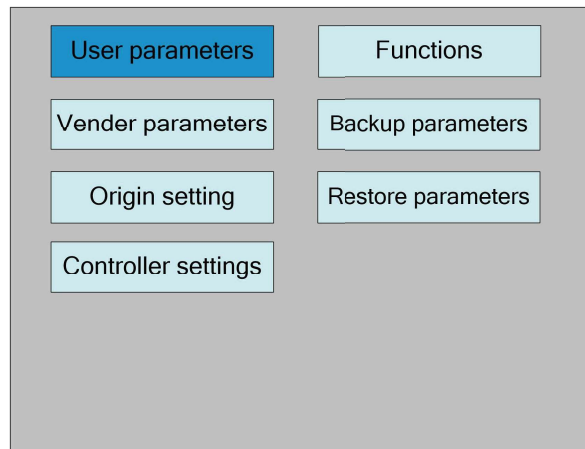 User parameters
Functions
Vender parameters
Backup parameters
Origin setting
Restore parameters
Controller settings